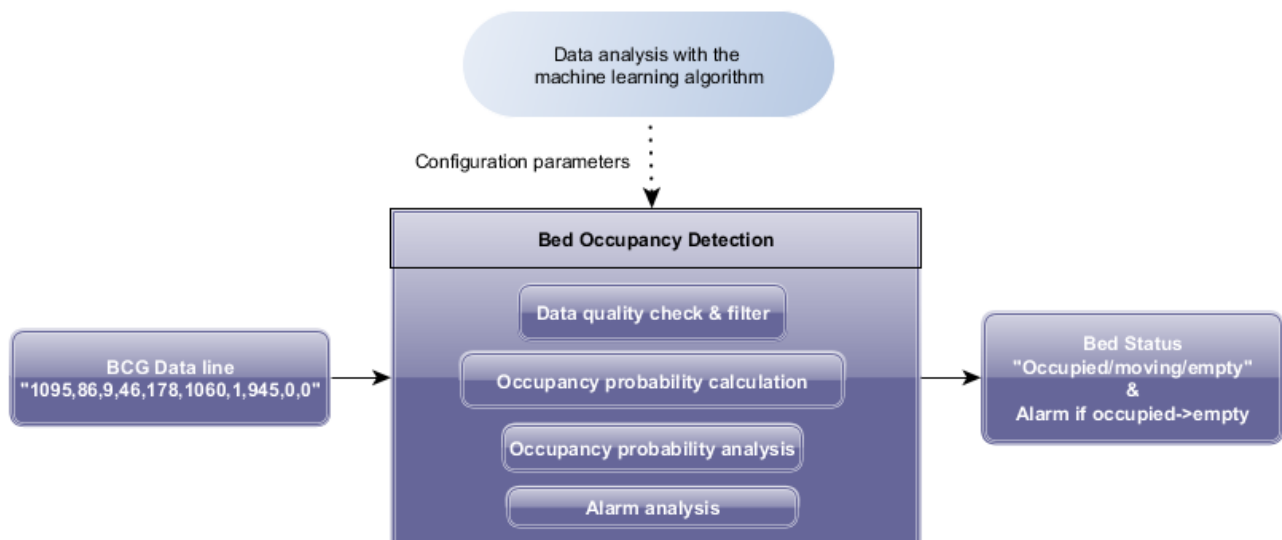 Data analysis with the
machine learning algorithm
Configuration parameters
Bed Occupancy Detection
Data quality check & filter
BCG Data line
"1095,86,9,46,178,1060,1,945,0,0"
Occupancy probability calculation
Occupancy probability analysis
Alarm analysis
Bed Status
"Occupied/moving/empty"
&
Alarm if occupied->empty